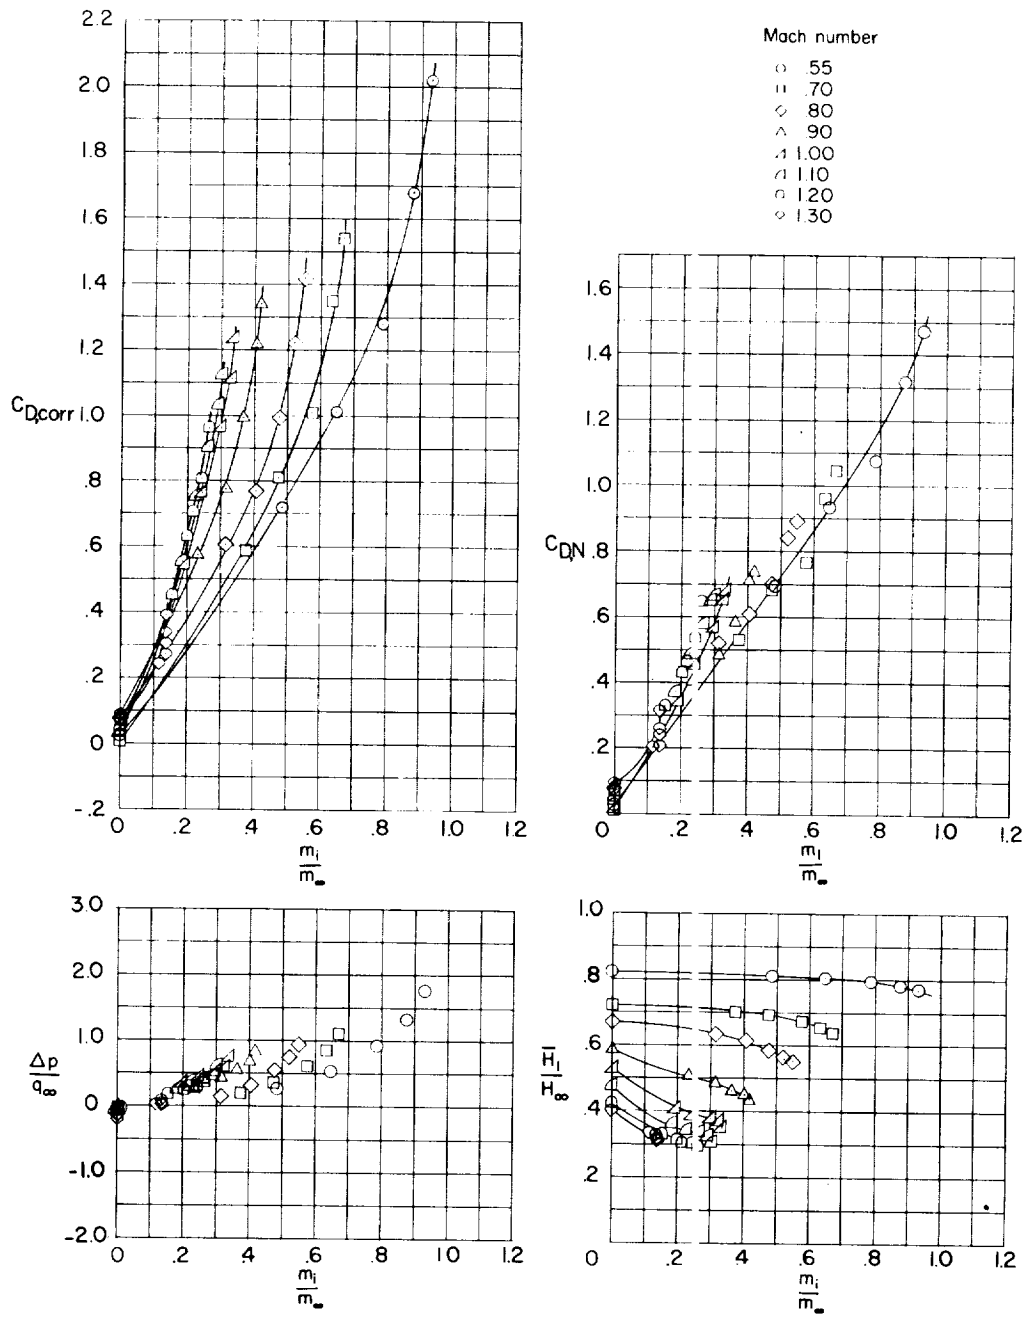 Mach number
.55
.70
.80
.90
1.00
1.10
1.20
1.30
2.2
2.0
1.8
1.6
1.4
1.2
C_D,corr 1.0
.8
.6
.4
.2
0
-.2
0 .2 .4 .6 .8 1.0 1.2
m_i
m_∞
1.6
1.4
1.2
1.0
C_D,N .8
.6
.4
.2
0 .2 .4 .6 .8 1.0 1.2
m_1
m_∞
3.0
2.0
1.0
Δp
q_∞
0
-1.0
-2.0
0 .2 .4 .6 .8 1.0 1.2
m_i
m_∞
1.0
.8
.6
H̅_1
H_∞
.4
.2
0 0.2 .4 .6 .8 1.0 1.2
m_i
m_∞